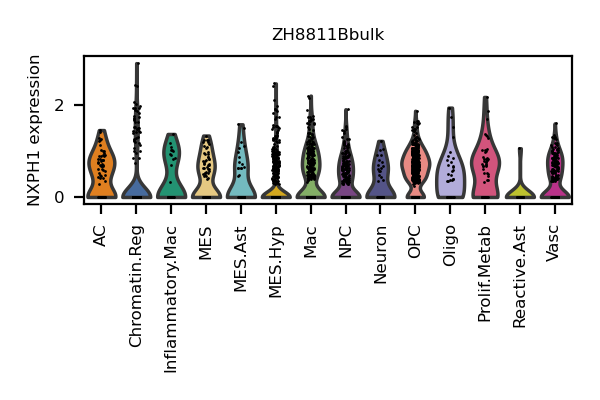 ZH8811Bbulk
NXPH1 expression
2
0
AC
Chromatin.Reg
Inflammatory.Mac
MES
MES.Ast
MES.Hyp
Mac
NPC
Neuron
OPC
Oligo
Prolif.Metab
Reactive.Ast
Vasc